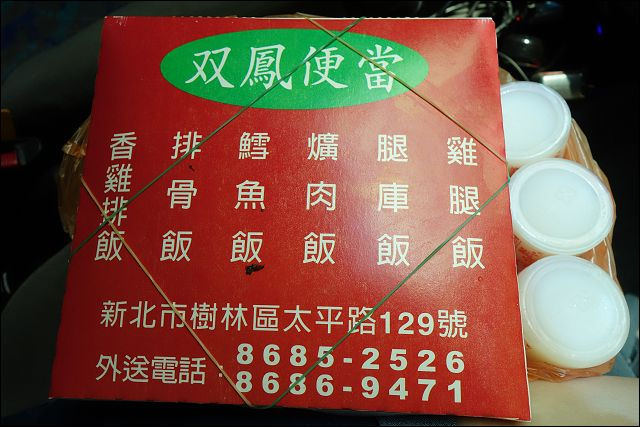 双鳳便當
雞腿飯
腿庫飯
爌肉飯
鱈魚飯
排骨飯
香雞排飯
新北市樹林區太平路129號
外送電話：8685-2526
8686-9471